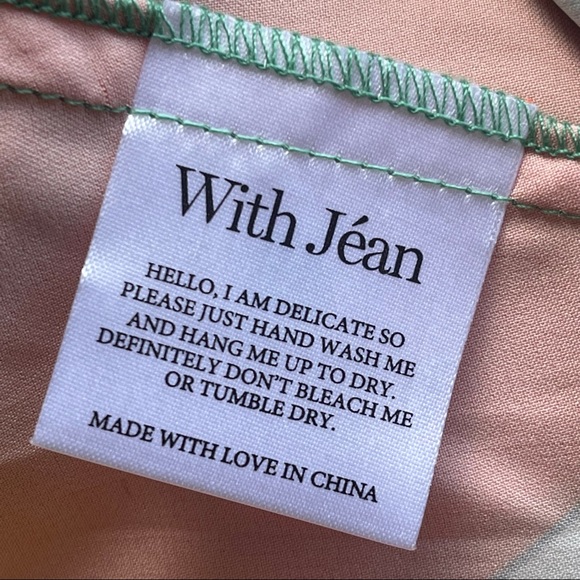 With Jéan
HELLO, I AM DELICATE SO
PLEASE JUST HAND WASH ME
AND HANG ME UP TO DRY.
DEFINITELY DON'T BLEACH ME
OR TUMBLE DRY.
MADE WITH LOVE IN CHINA